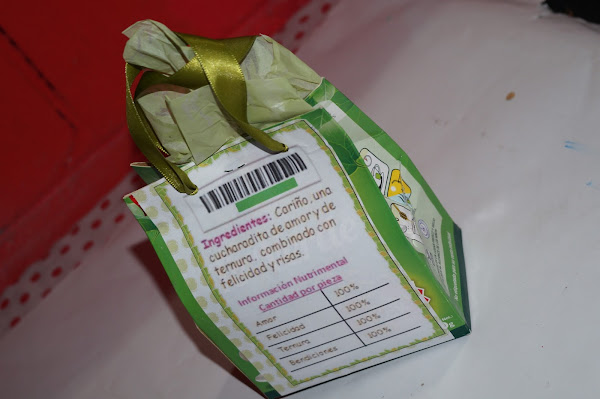 Ingredientes: Cariño, una
cucharadita de amor y de
ternura, combinado con
felicidad y risas.
Información Nutrimental
Cantidad por pieza
Amor 100%
Felicidad 100%
Ternura 100%
Bendiciones 100%